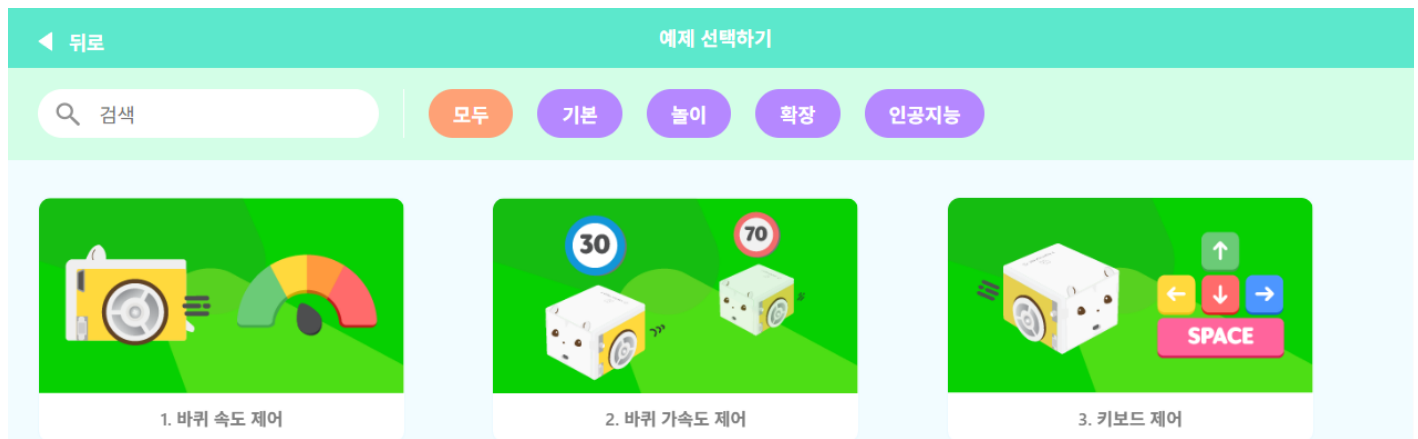 뒤로
예제 선택하기
검색
모두
기본
놀이
확장
인공지능
30
70
SPACE
1. 바퀴 속도 제어
2. 바퀴 가속도 제어
3. 키보드 제어